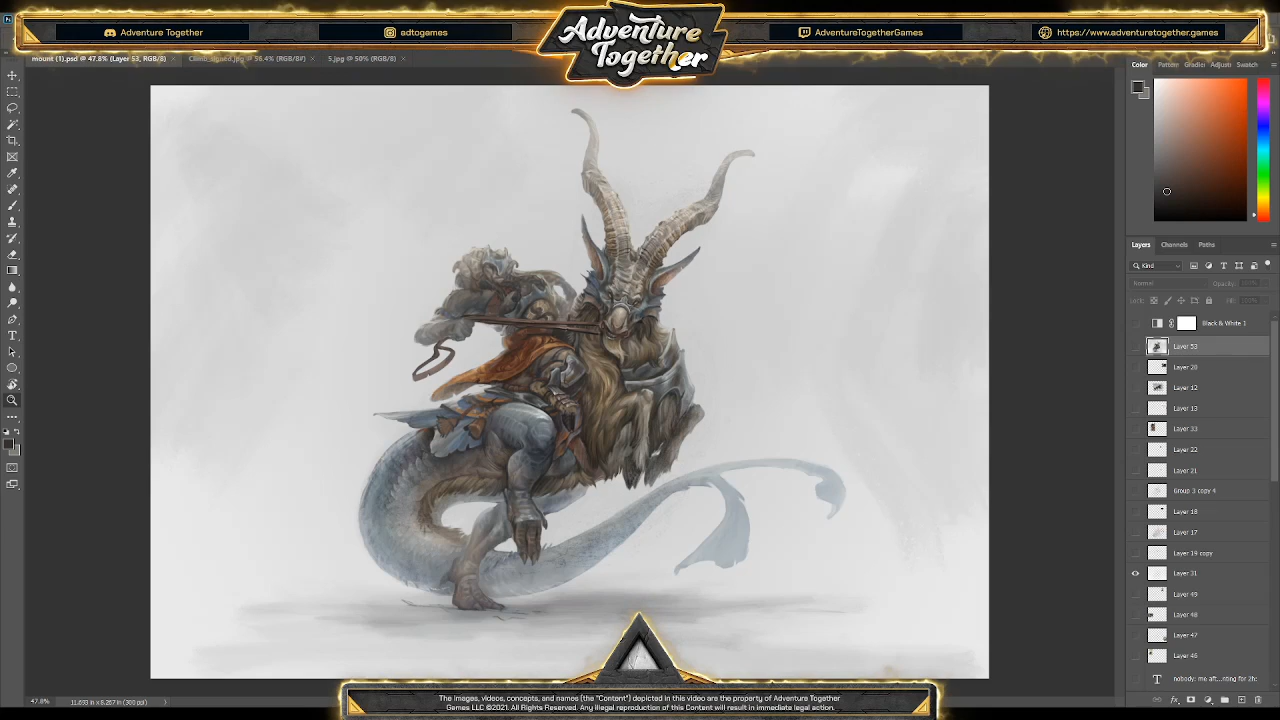 Adventure Together
adtogames
Adventure
Together
AdventureTogetherGames
https://www.adventuretogether.games
mount (1).psd @ 47.8% (Layer 53, RGB/8)
5.jpg @ 50% (RGB/8)
Color
Swatch
Layers
Channels
Paths
Kind
Normal
Opacity:
Black & White 1
Layer 53
Layer 20
Layer 12
Layer 13
Layer 33
Layer 22
Layer 21
Group 3 copy 4
Layer 18
Layer 17
Layer 19 copy
Layer 31
Layer 49
Layer 48
Layer 47
Layer 46
47.8%
The images, videos, concepts, and names (the "Content") depicted in this video are the property of Adventure Together
Games LLC ©2021. Any illegal reproduction of this Content will result in immediate legal action.